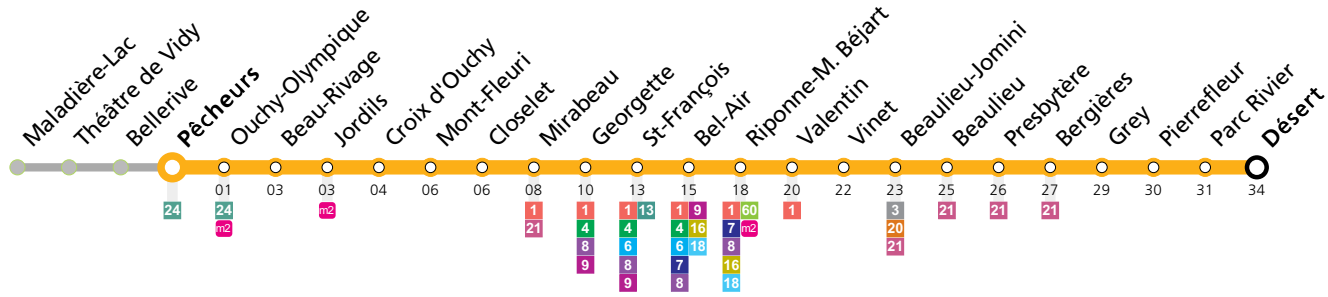 Maladière-Lac
Théâtre de Vidy
Bellerive
Pêcheurs
Ouchy-Olympique
Beau-Rivage
Jordils
Croix d'Ouchy
Mont-Fleuri
Closelet
Mirabeau
Georgette
St-François
Bel-Air
Riponne-M. Béjart
Valentin
Vinet
Beaulieu-Jomini
Beaulieu
Presbytère
Bergières
Grey
Pierrefleur
Parc Rivier
Désert
01 03 03 04 06 06 08 10 13 15 18 20 22 23 25 26 27 29 30 31 34
24 24 m2 1 1 1 13 1 9 1 60 1 3 21 21 21
m2 21 4 4 4 16 7 m2 20
8 6 6 18 8 21
9 8 7 16
9 8 18